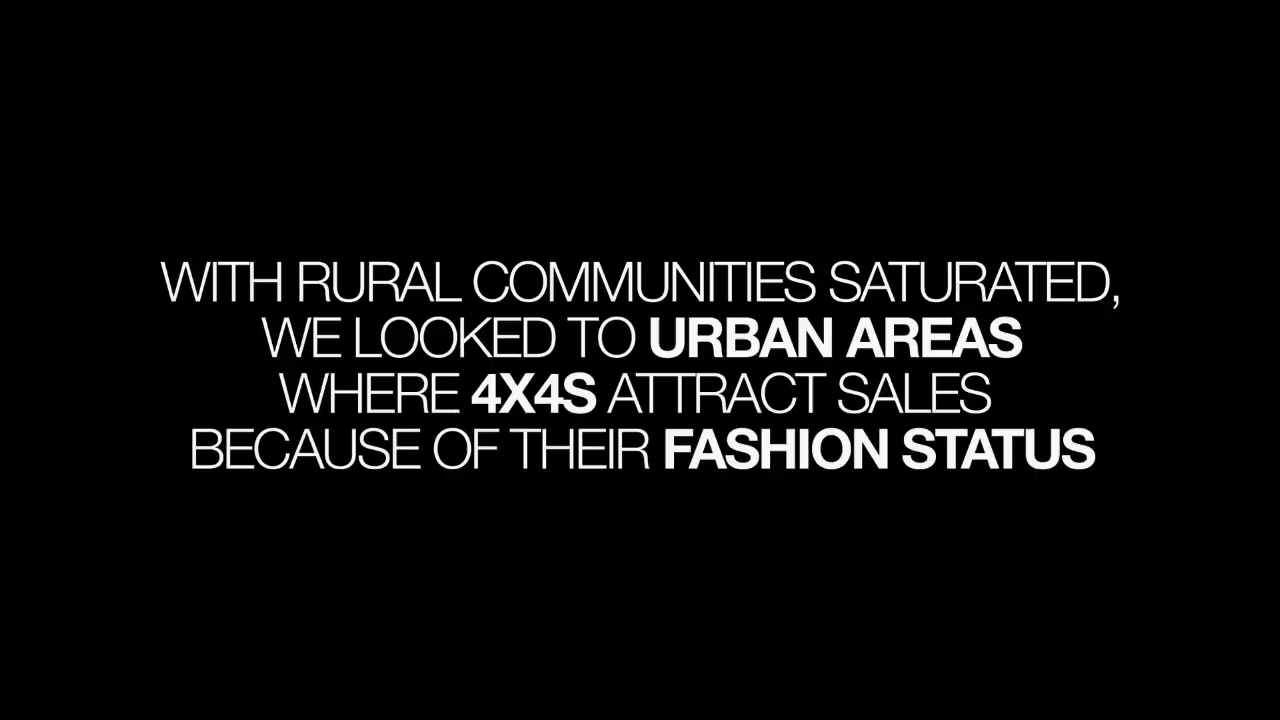 WITH RURAL COMMUNITIES SATURATED,
WE LOOKED TO URBAN AREAS
WHERE 4X4S ATTRACT SALES
BECAUSE OF THEIR FASHION STATUS